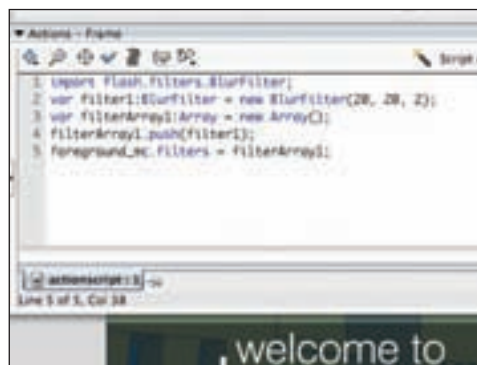 Actions - Frame
Script
1 import flash.filters.BlurFilter;
2 var filter1:BlurFilter = new BlurFilter(20, 20, 2);
3 var filterArray1:Array = new Array();
4 filterArray1.push(filter1);
5 foreground_mc.filters = filterArray1;
actionscript : 1
Line 5 of 5, Col 38
welcome to